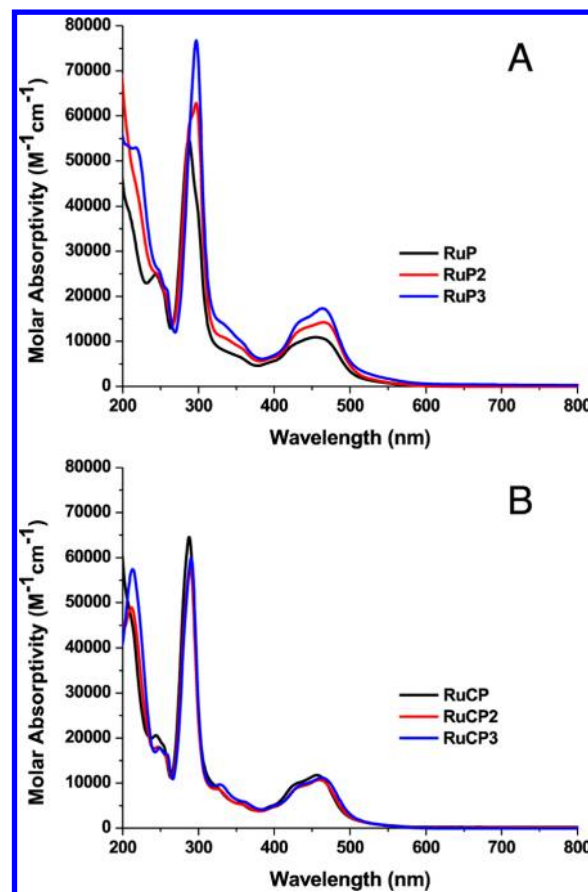 A
80000
70000
60000
50000
40000
30000
20000
10000
0
Molar Absorptivity (M⁻¹cm⁻¹)
RuP
RuP2
RuP3
200 300 400 500 600 700 800
Wavelength (nm)
B
80000
70000
60000
50000
40000
30000
20000
10000
0
Molar Absorptivity (M⁻¹cm⁻¹)
RuCP
RuCP2
RuCP3
200 300 400 500 600 700 800
Wavelength (nm)